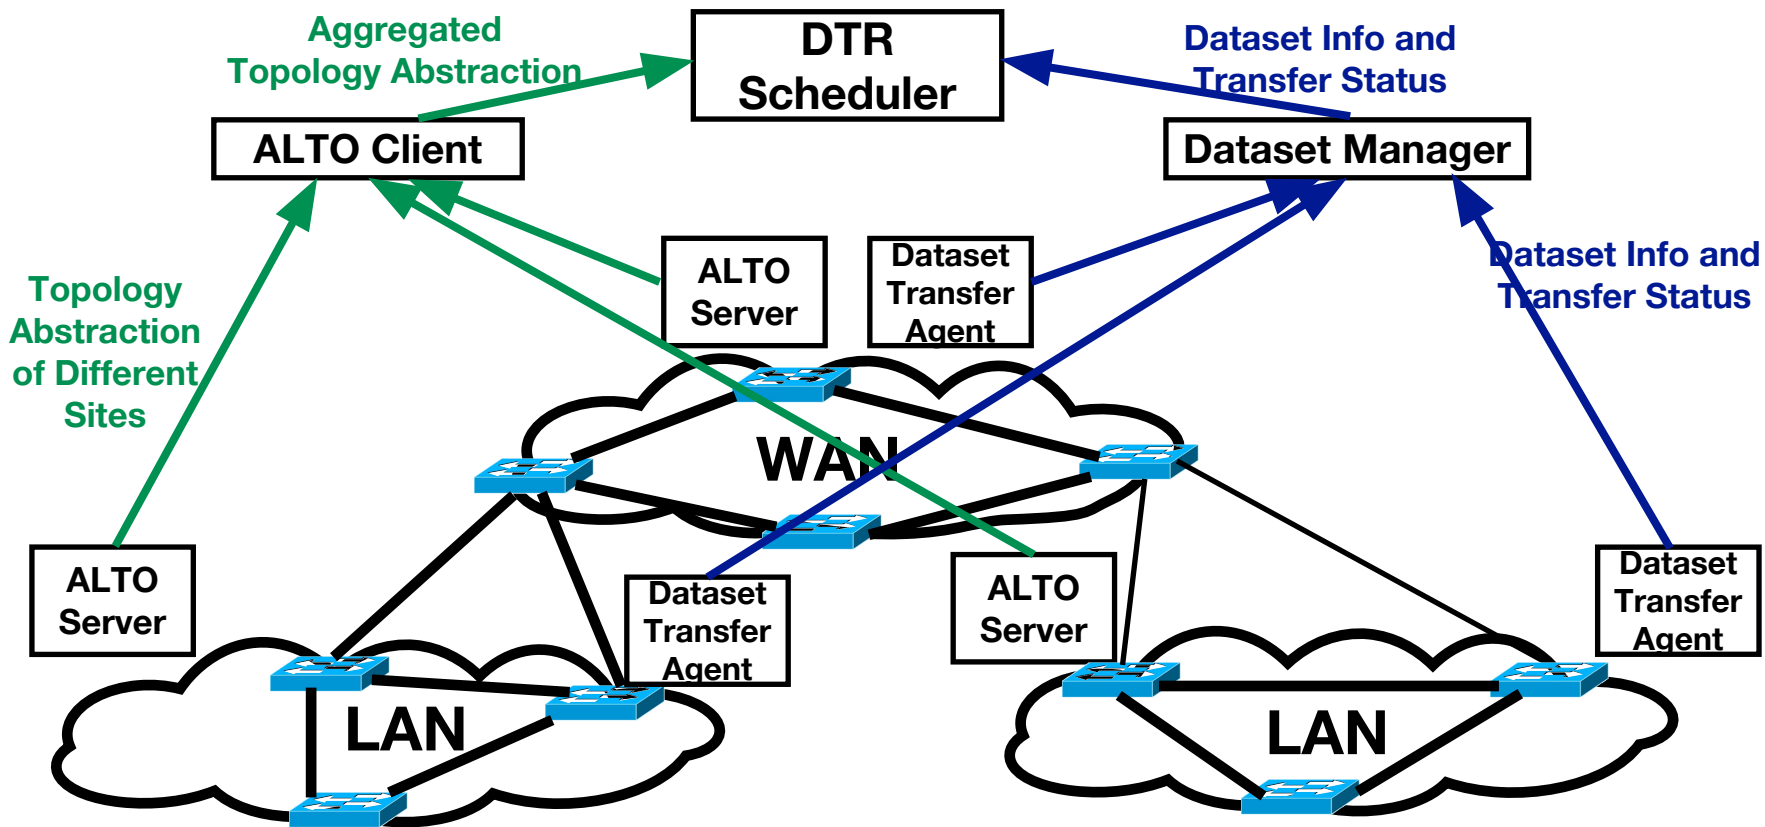 Aggregated
Topology Abstraction
DTR
Scheduler
Dataset Info and
Transfer Status
ALTO Client
Dataset Manager
ALTO
Server
Dataset
Transfer
Agent
Dataset Info and
Transfer Status
Topology
Abstraction
of Different
Sites
WAN
ALTO
Server
Dataset
Transfer
Agent
ALTO
Server
Dataset
Transfer
Agent
LAN
LAN